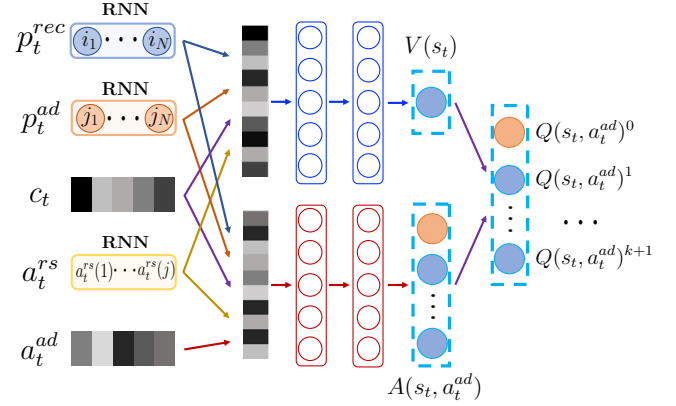 RNN
p_t^{rec} i_1 ··· i_N
RNN
p_t^{ad} j_1 ··· j_N
c_t
RNN
a_t^{rs} a_t^{rs}(1)···a_t^{rs}(j)
a_t^{ad}
V(s_t)
A(s_t, a_t^{ad})
Q(s_t, a_t^{ad})^0
Q(s_t, a_t^{ad})^1
···
Q(s_t, a_t^{ad})^{k+1}